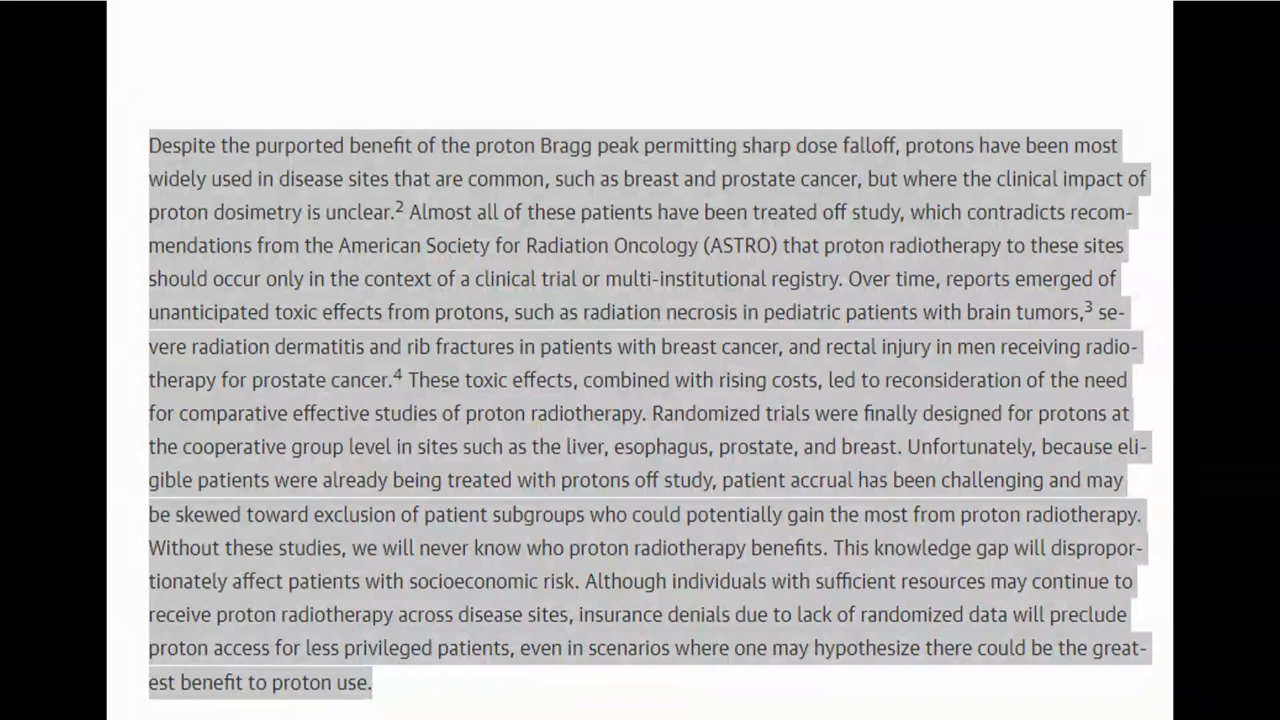 Despite the purported benefit of the proton Bragg peak permitting sharp dose falloff, protons have been most
widely used in disease sites that are common, such as breast and prostate cancer, but where the clinical impact of
proton dosimetry is unclear.2 Almost all of these patients have been treated off study, which contradicts recom-
mendations from the American Society for Radiation Oncology (ASTRO) that proton radiotherapy to these sites
should occur only in the context of a clinical trial or multi-institutional registry. Over time, reports emerged of
unanticipated toxic effects from protons, such as radiation necrosis in pediatric patients with brain tumors,3 se-
vere radiation dermatitis and rib fractures in patients with breast cancer, and rectal injury in men receiving radio-
therapy for prostate cancer.4 These toxic effects, combined with rising costs, led to reconsideration of the need
for comparative effective studies of proton radiotherapy. Randomized trials were finally designed for protons at
the cooperative group level in sites such as the liver, esophagus, prostate, and breast. Unfortunately, because eli-
gible patients were already being treated with protons off study, patient accrual has been challenging and may
be skewed toward exclusion of patient subgroups who could potentially gain the most from proton radiotherapy.
Without these studies, we will never know who proton radiotherapy benefits. This knowledge gap will dispropor-
tionately affect patients with socioeconomic risk. Although individuals with sufficient resources may continue to
receive proton radiotherapy across disease sites, insurance denials due to lack of randomized data will preclude
proton access for less privileged patients, even in scenarios where one may hypothesize there could be the great-
est benefit to proton use.